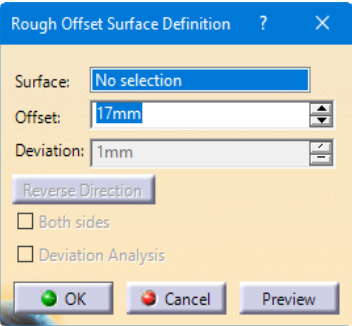 Rough Offset Surface Definition ? ×
Surface: No selection
Offset: 17mm
Deviation: 1mm
Reverse Direction
Both sides
Deviation Analysis
OK Cancel Preview